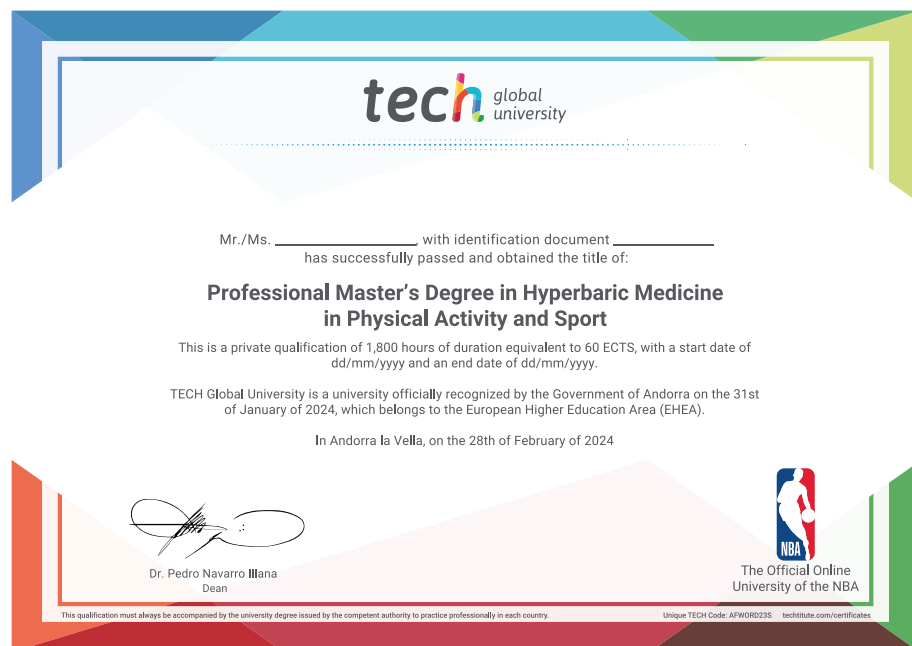 tech global
university
Mr./Ms. ____________, with identification document ____________
has successfully passed and obtained the title of:
Professional Master's Degree in Hyperbaric Medicine
in Physical Activity and Sport
This is a private qualification of 1,800 hours of duration equivalent to 60 ECTS, with a start date of
dd/mm/yyyy and an end date of dd/mm/yyyy.
TECH Global University is a university officially recognized by the Government of Andorra on the 31st
of January of 2024, which belongs to the European Higher Education Area (EHEA).
In Andorra la Vella, on the 28th of February of 2024
Dr. Pedro Navarro Illana
Dean
NBA
The Official Online
University of the NBA
This qualification must always be accompanied by the university degree issued by the competent authority to practice professionally in each country.
Unique TECH Code: AFWORD23S techtitute.com/certificates